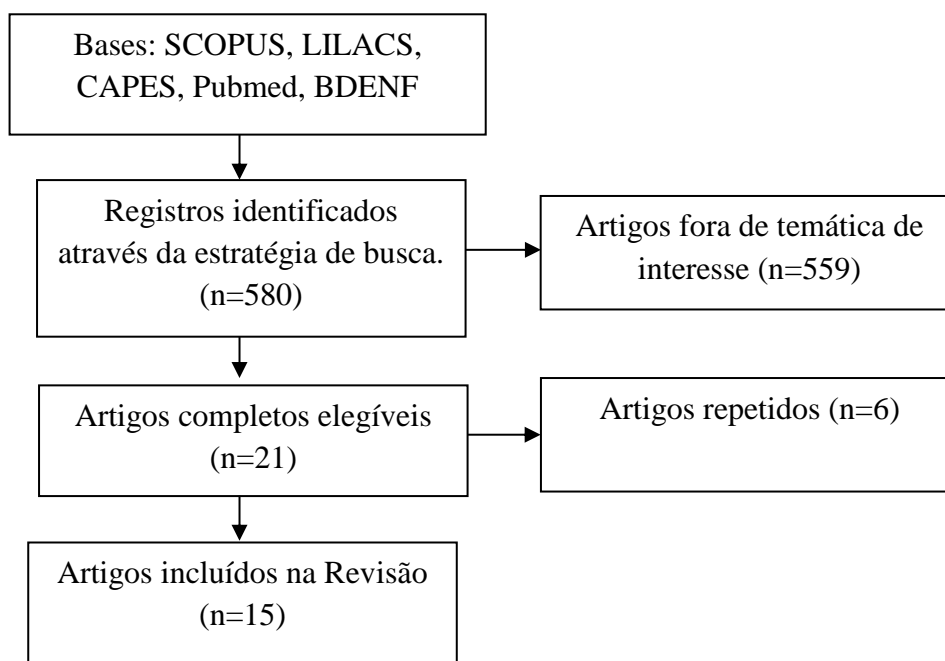 Bases: SCOPUS, LILACS,
CAPES, Pubmed, BDENF
Registros identificados
através da estratégia de busca.
(n=580)
Artigos fora de temática de
interesse (n=559)
Artigos completos elegíveis
(n=21)
Artigos repetidos (n=6)
Artigos incluídos na Revisão
(n=15)